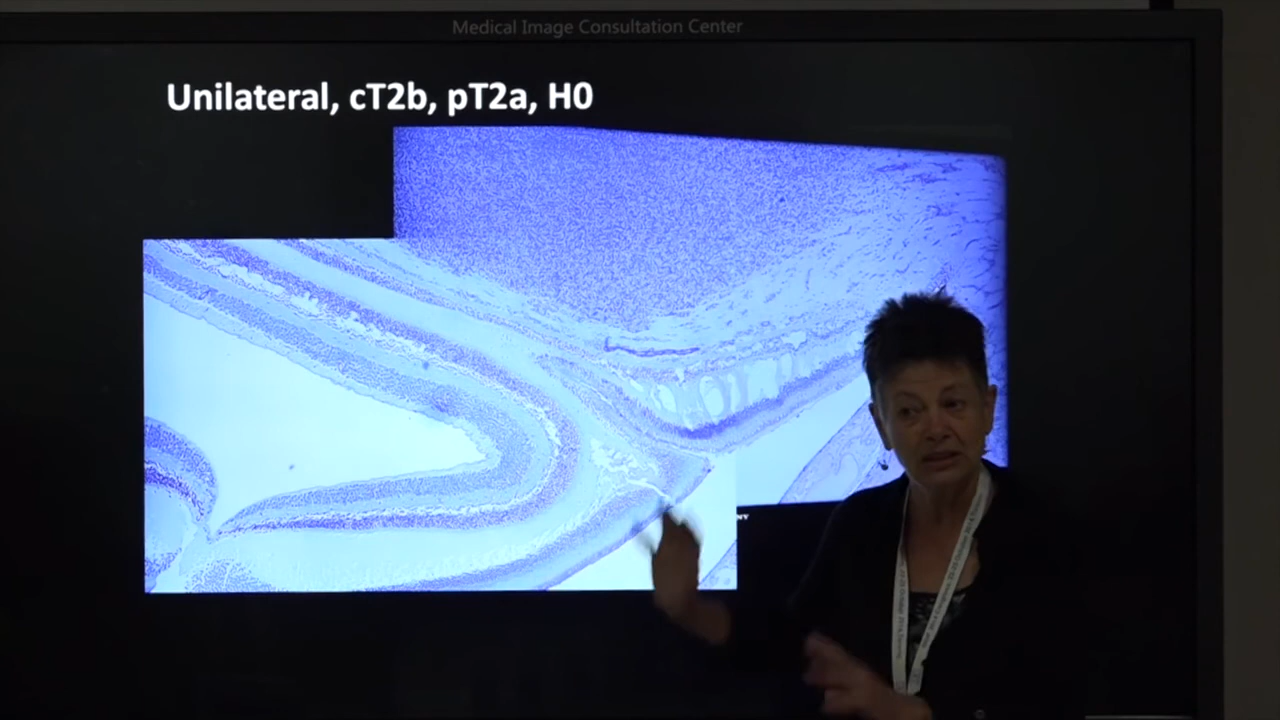 Medical Image Consultation Center
Unilateral, cT2b, pT2a, H0